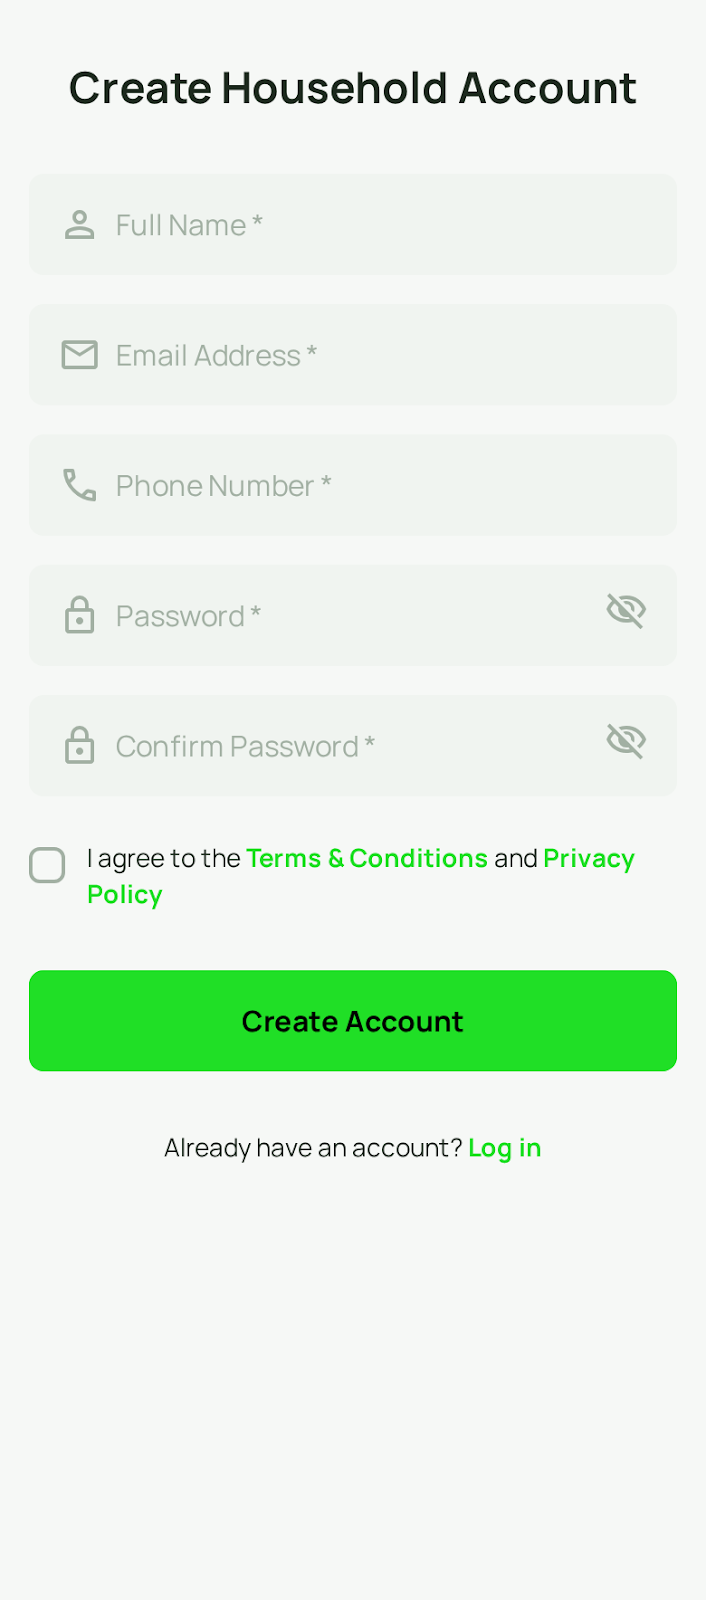 Create Household Account
Full Name *
Email Address *
Phone Number *
Password *
Confirm Password *
I agree to the Terms & Conditions and Privacy
Policy
Create Account
Already have an account? Log in